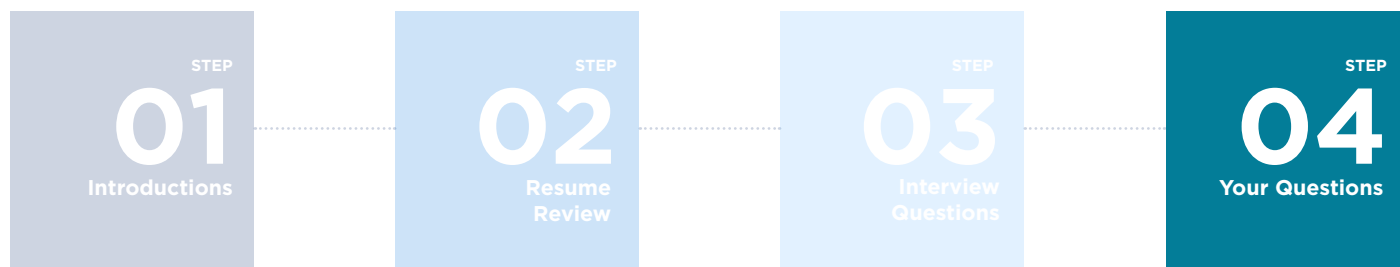 STEP
01
Introductions
STEP
02
Resume
Review
STEP
03
Interview
Questions
STEP
04
Your Questions